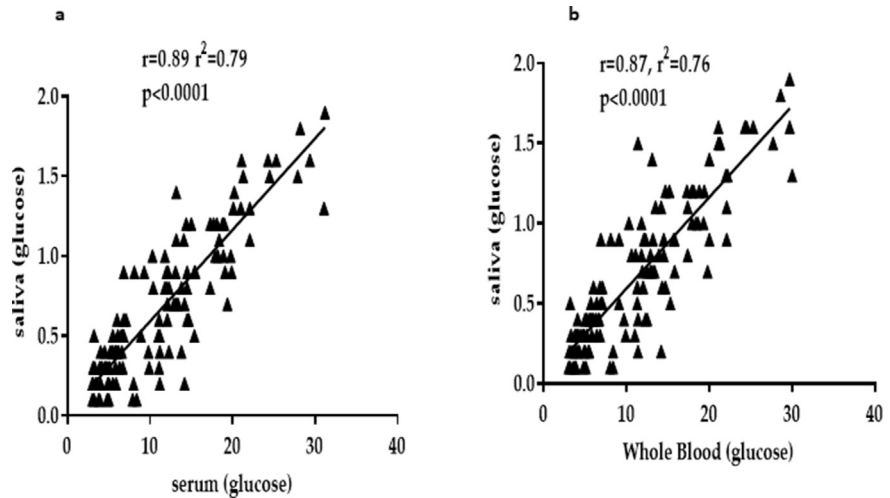 a
r=0.89 r²=0.79
p<0.0001
2.0
1.5
1.0
0.5
0.0
saliva (glucose)
0 10 20 30 40
serum (glucose)
b
r=0.87, r²=0.76
p<0.0001
2.0
1.5
1.0
0.5
0.0
saliva (glucose)
0 10 20 30 40
Whole Blood (glucose)